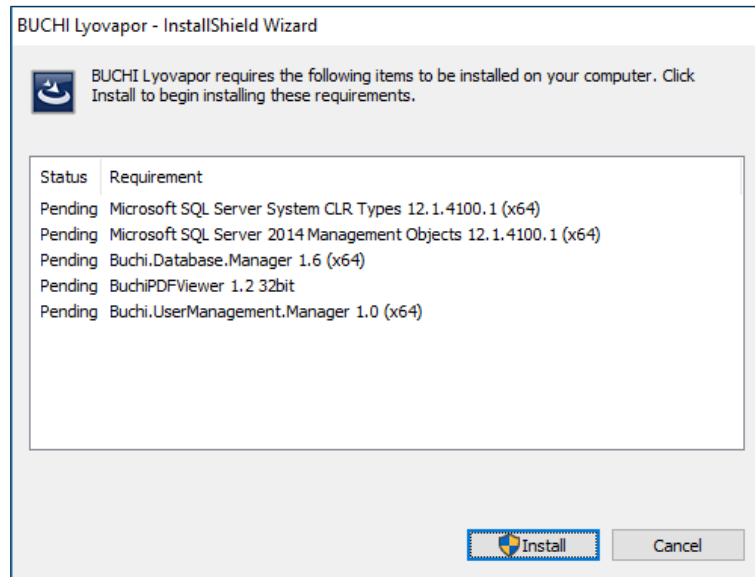 BUCHI Lyovapor - InstallShield Wizard
BUCHI Lyovapor requires the following items to be installed on your computer. Click
Install to begin installing these requirements.
Status Requirement
Pending Microsoft SQL Server System CLR Types 12.1.4100.1 (x64)
Pending Microsoft SQL Server 2014 Management Objects 12.1.4100.1 (x64)
Pending Buchi.Database.Manager 1.6 (x64)
Pending BuchiPDFViewer 1.2 32bit
Pending Buchi.UserManagement.Manager 1.0 (x64)
Install Cancel